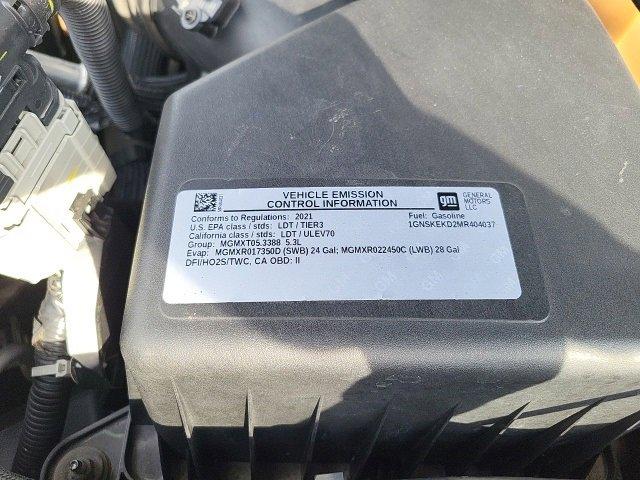 VEHICLE EMISSION
CONTROL INFORMATION
gm
GENERAL
MOTORS
LLC
Conforms to Regulations: 2021
Fuel: Gasoline
U.S. EPA class / stds: LDT / TIER3
1GNSKEKD2MR404037
California class / stds: LDT / ULEV70
Group: MGMXT05.3388 5.3L
Evap: MGMXR017350D (SWB) 24 Gal; MGMXR022450C (LWB) 28 Gal
DFI/HO2S/TWC, CA OBD: II